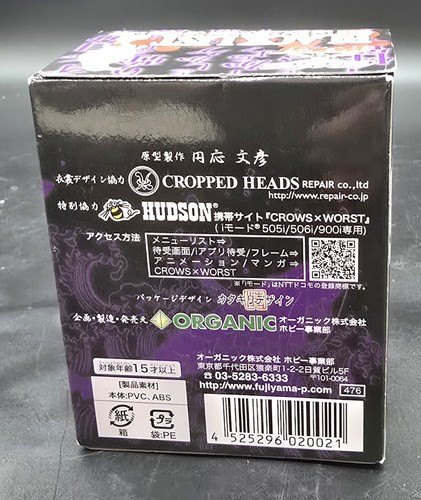 原型製作 円応 文彦
衣裳デザイン協力 CROPPED HEADS REPAIR co.,ltd
http://www.repair-co.jp
特別協力 HUDSON® 携帯サイト『CROWS×WORST』
(iモード®505i/506i/900i専用)
アクセス方法
メニューリスト⇒
待受画面/iアプリ待受/フレーム⇒
アニメーション/マンガ⇒
CROWS×WORST
※「iモード」はNTTドコモの登録商標です。
パッケージデザイン カタキデザイン
企画・製造・発売元 ORGANIC オーガニック株式会社
ホビー事業部
オーガニック株式会社 ホビー事業部
東京都千代田区猿楽町1-2-2日貿ビル5F
☎03-5283-6333 〒101-0064
http://www.fujiyama-p.com 476
対象年齢15才以上
【製品素材】
本体:PVC、ABS
紙
箱
プラ
袋:PE
4 525296 020021